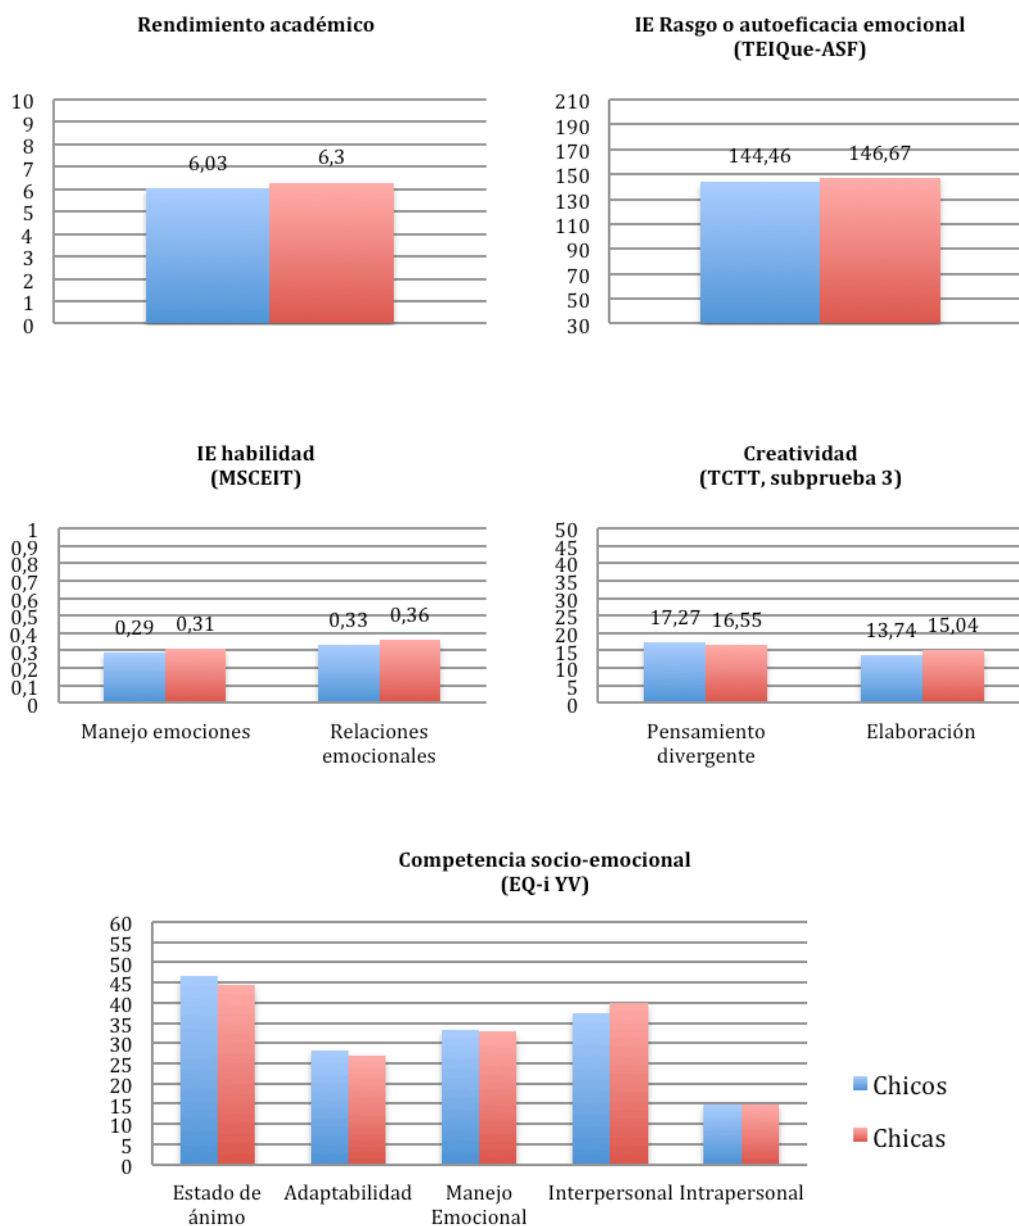 Rendimiento académico
10
9
8
7
6
5
4
3
2
1
0
6,03
6,3
IE Rasgo o autoeficacia emocional
(TEIQue-ASF)
210
190
170
150
130
110
90
70
50
30
144,46
146,67
IE habilidad
(MSCEIT)
1
0,9
0,8
0,7
0,6
0,5
0,4
0,3
0,2
0,1
0
0,29
0,31
0,33
0,36
Manejo emociones
Relaciones
emocionales
Creatividad
(TCTT, subprueba 3)
50
45
40
35
30
25
20
15
10
5
0
17,27
16,55
13,74
15,04
Pensamiento
divergente
Elaboración
Competencia socio-emocional
(EQ-i YV)
60
55
50
45
40
35
30
25
20
15
10
5
0
Estado de
ánimo
Adaptabilidad
Manejo
Emocional
Interpersonal
Intrapersonal
Chicos
Chicas